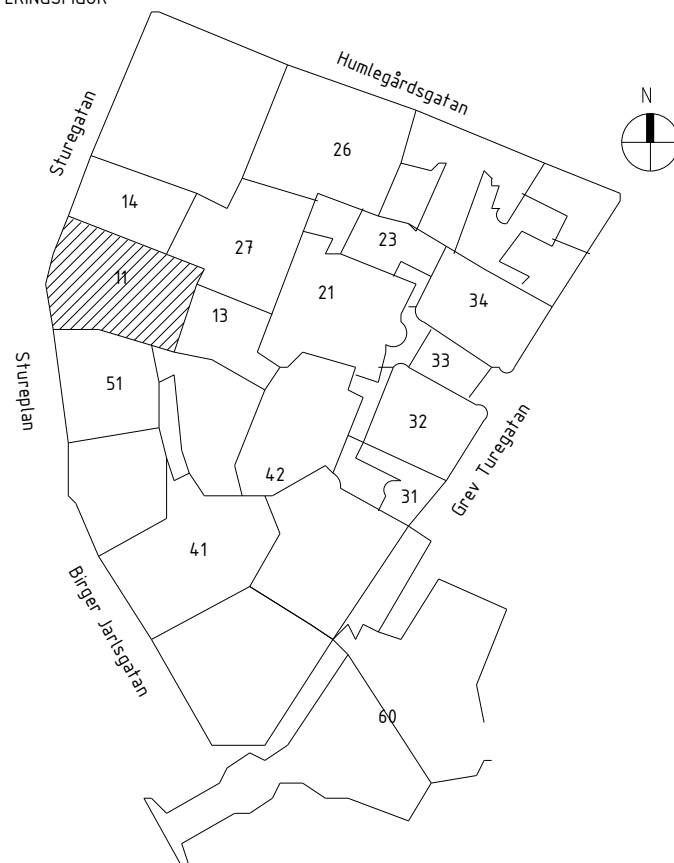 Humlegårdsgatan
N
Sturegatan
26
14
23
27
11
21
34
13
33
Stureplan
51
32
Grev Turegatan
42
31
41
Birger Jarlsgatan
60